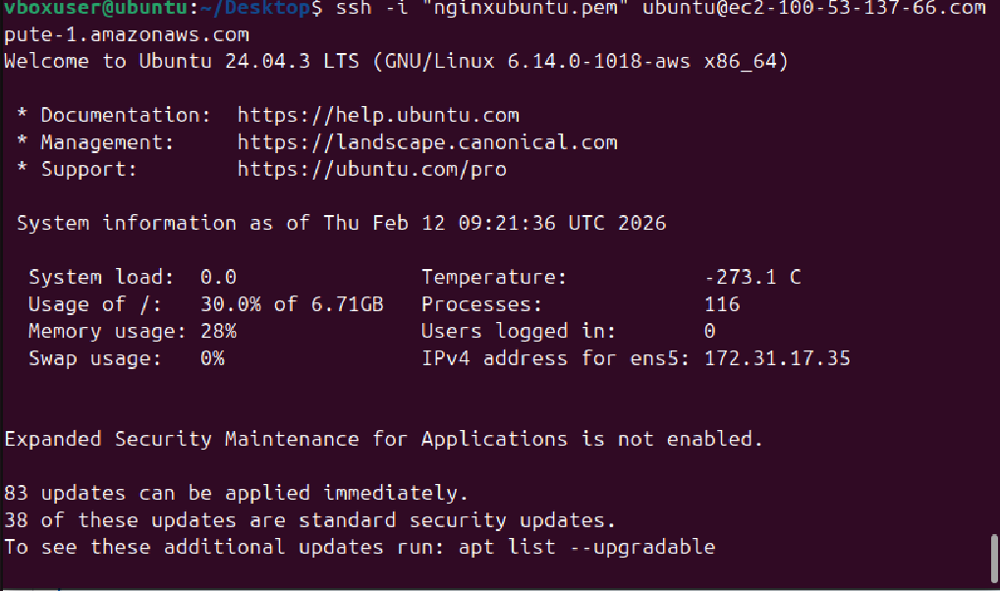 vboxuser@ubuntu:~/Desktop$ ssh -i "nginxubuntu.pem" ubuntu@ec2-100-53-137-66.com
pute-1.amazonaws.com
Welcome to Ubuntu 24.04.3 LTS (GNU/Linux 6.14.0-1018-aws x86_64)
* Documentation:  https://help.ubuntu.com
* Management:     https://landscape.canonical.com
* Support:        https://ubuntu.com/pro
System information as of Thu Feb 12 09:21:36 UTC 2026
System load:  0.0               Temperature:           -273.1 C
Usage of /:   30.0% of 6.71GB   Processes:             116
Memory usage: 28%               Users logged in:       0
Swap usage:   0%                IPv4 address for ens5: 172.31.17.35
Expanded Security Maintenance for Applications is not enabled.
83 updates can be applied immediately.
38 of these updates are standard security updates.
To see these additional updates run: apt list --upgradable